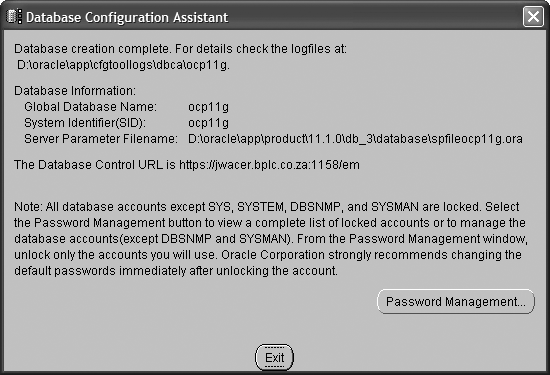 Database Configuration Assistant
Database creation complete. For details check the logfiles at:
D:\oracle\app\cfgtoollogs\dbca\ocp11g.
Database Information:
Global Database Name: ocp11g
System Identifier(SID): ocp11g
Server Parameter Filename: D:\oracle\app\product\11.1.0\db_3\database\spfileocp11g.ora
The Database Control URL is https://jwacer.bplc.co.za:1158/em
Note: All database accounts except SYS, SYSTEM, DBSNMP, and SYSMAN are locked. Select
the Password Management button to view a complete list of locked accounts or to manage the
database accounts(except DBSNMP and SYSMAN). From the Password Management window,
unlock only the accounts you will use. Oracle Corporation strongly recommends changing the
default passwords immediately after unlocking the account.
Password Management...
Exit